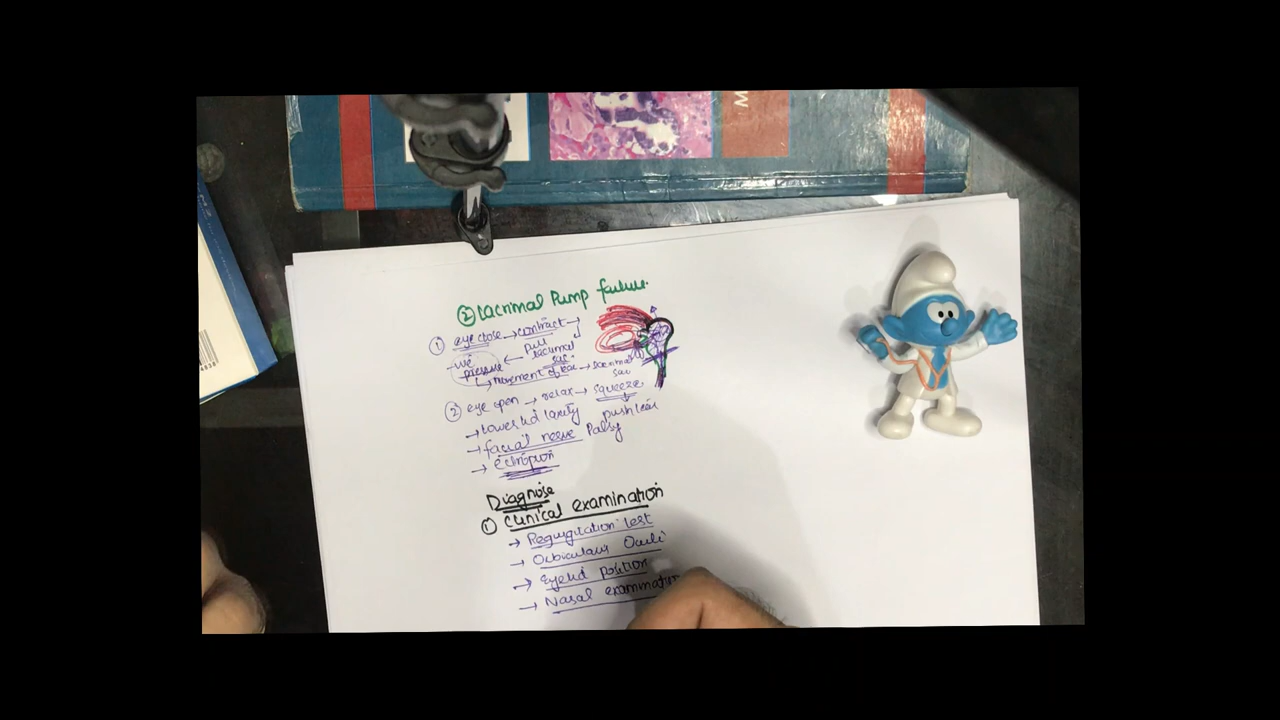 ② Lacrimal Pump failure.
① eye close → contract →
pull lacrimal sac.
-ve pressure ←
↳ movement of tear → lacrimal sac
② eye open → relax → squeeze
push tear
→ Lower lid laxity
→ facial nerve Palsy
→ Ectropion
Diagnose
① Clinical examination
→ Regurgitation test
→ Orbicularis Oculi
→ Eyelid position
→ Nasal examination
M